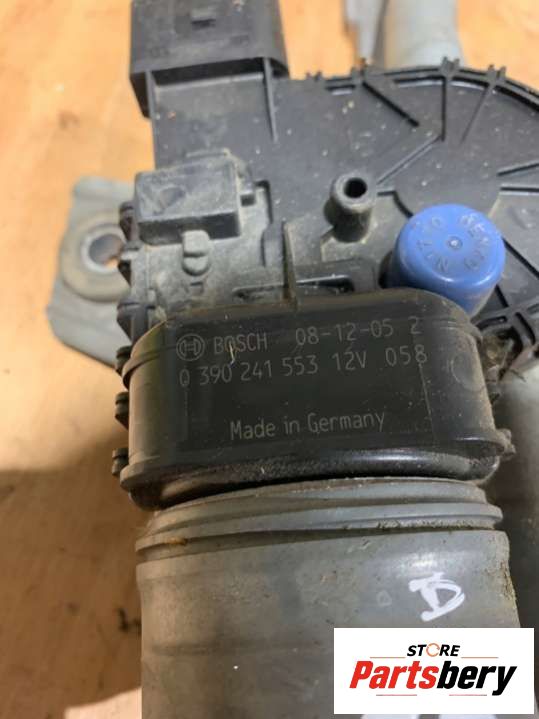 BOSCH 08-12-05 2
0 390 241 553 12V 058
Made in Germany
B
STORE
Partsbery